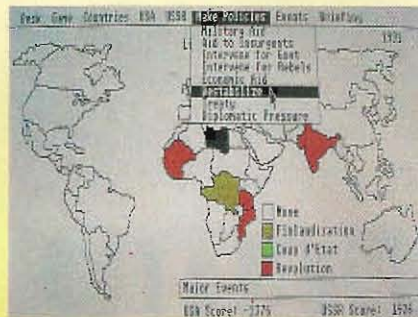 Desk Game Countries USA USSR Make Policies Events Briefing
Military Aid
Aid to Insurgents
Intervene for Govt
Intervene for Rebels
Economic Aid
Destabilize
Treaty
Diplomatic Pressure
None
Finlandization
Coup d'Etat
Revolution
Major Events
USA Score: USSR Score: